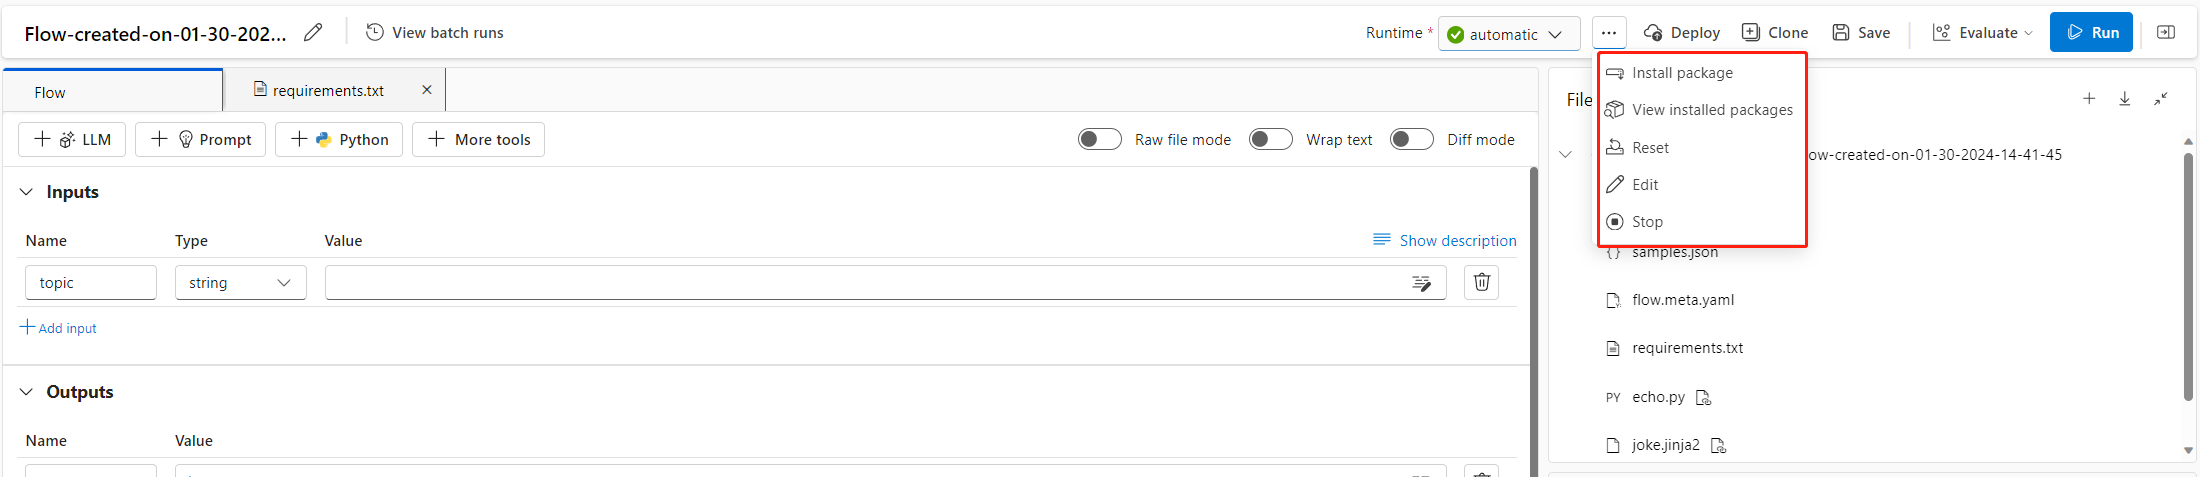 Flow-created-on-01-30-202... View batch runs Runtime * automatic ... Deploy Clone Save Evaluate Run
Flow requirements.txt
LLM Prompt Python More tools Raw file mode Wrap text Diff mode
Inputs
Name Type Value Show description
topic string
Add input
Outputs
Name Value
Install package
View installed packages
Reset
Edit
Stop
File
ow-created-on-01-30-2024-14-41-45
{} samples.json
flow.meta.yaml
requirements.txt
PY echo.py
joke.jinja2